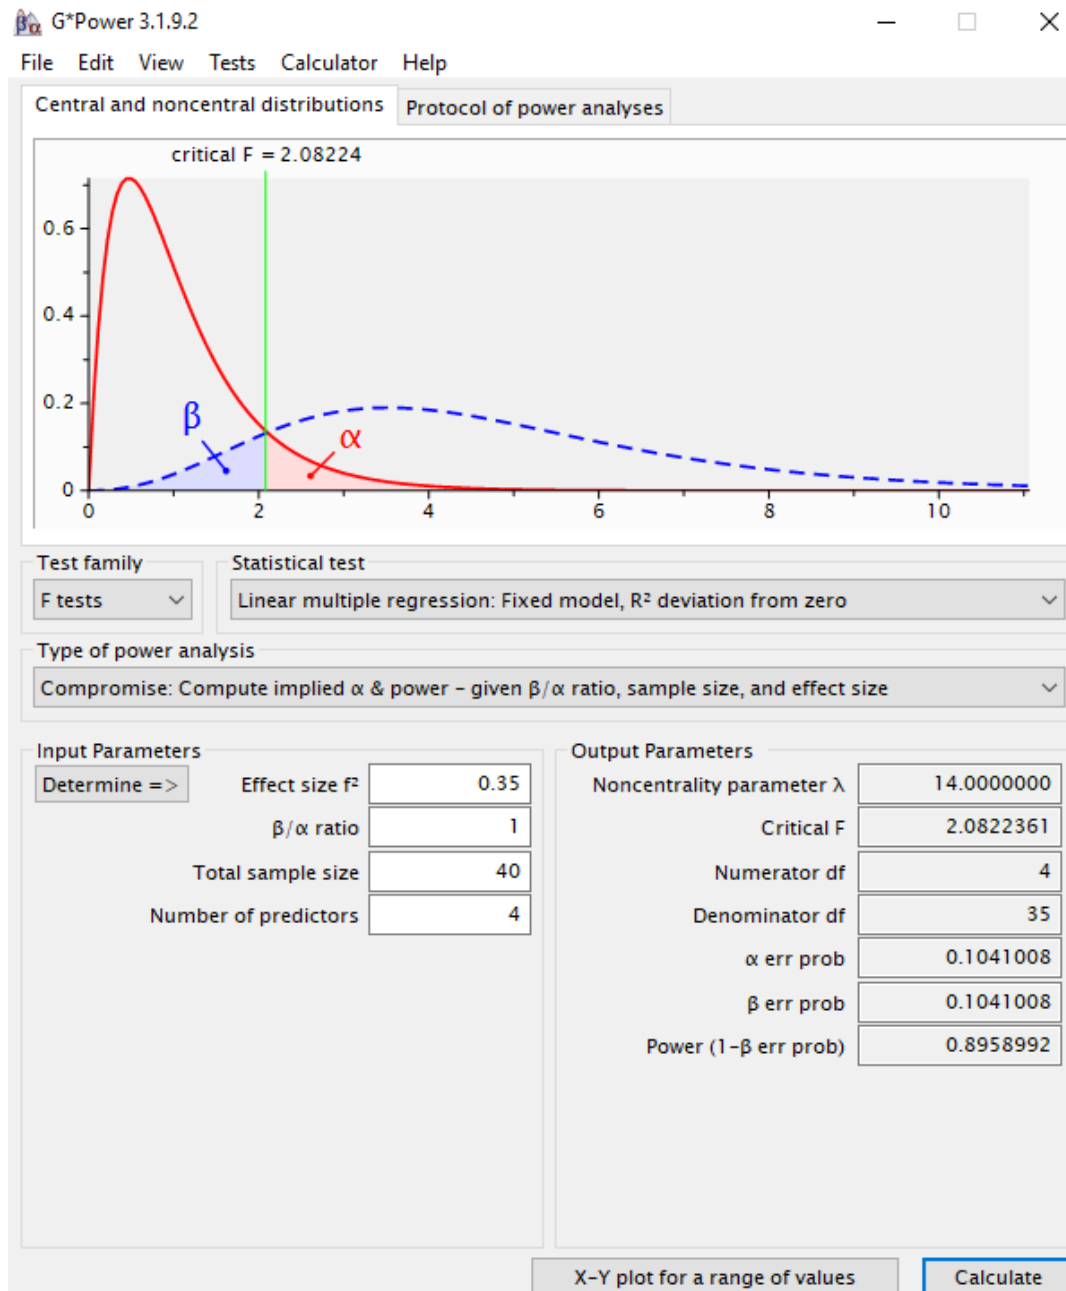 G*Power 3.1.9.2
File Edit View Tests Calculator Help
Central and noncentral distributions Protocol of power analyses
critical F = 2.08224
0.6
0.4
0.2
0
β
α
0 2 4 6 8 10
Test family Statistical test
F tests Linear multiple regression: Fixed model, R² deviation from zero
Type of power analysis
Compromise: Compute implied α & power – given β/α ratio, sample size, and effect size
Input Parameters
Determine => Effect size f² 0.35
β/α ratio 1
Total sample size 40
Number of predictors 4
Output Parameters
Noncentrality parameter λ 14.0000000
Critical F 2.0822361
Numerator df 4
Denominator df 35
α err prob 0.1041008
β err prob 0.1041008
Power (1–β err prob) 0.8958992
X–Y plot for a range of values Calculate